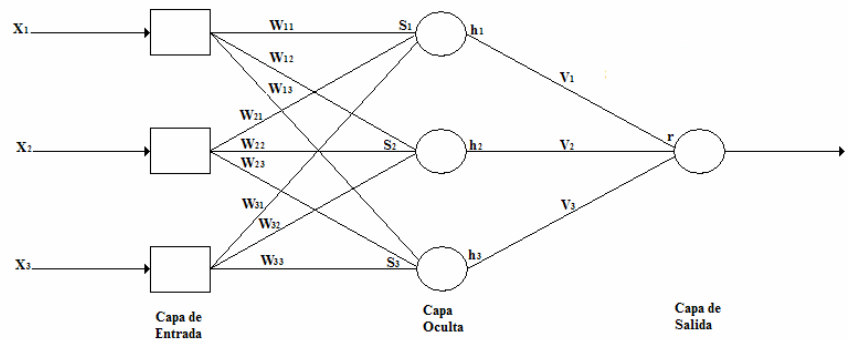 X1
W11
S1
h1
W12
W13
V1
W21
r
X2
W22
S2
h2
V2
W23
W31
V3
W32
X3
W33
S3
h3
Capa de
Entrada
Capa
Oculta
Capa de
Salida